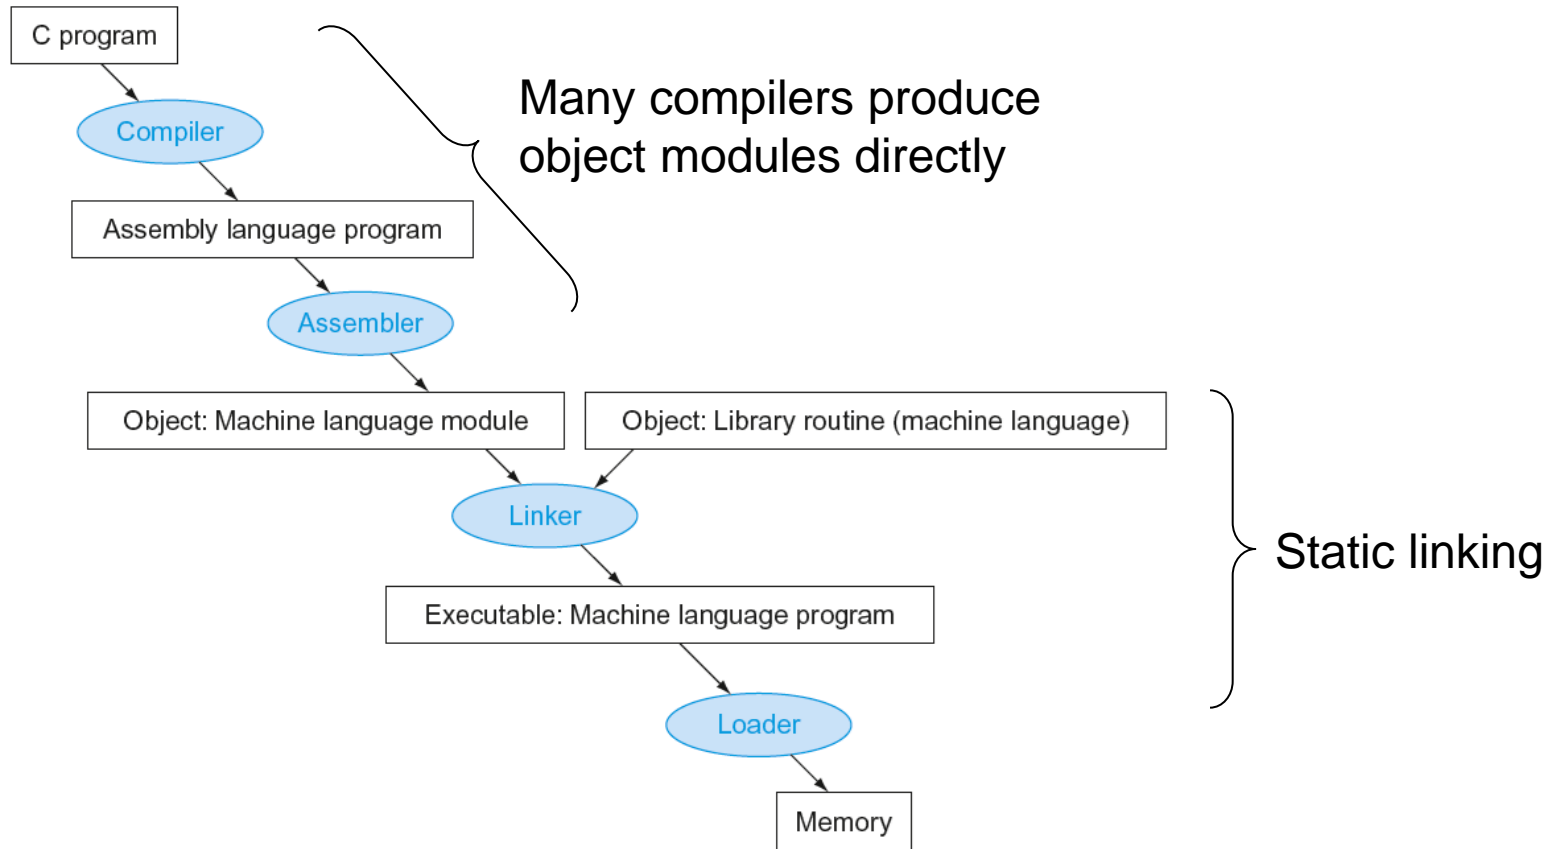 C program
Many compilers produce
object modules directly
Compiler
Assembly language program
Assembler
Object: Machine language module
Object: Library routine (machine language)
Linker
Static linking
Executable: Machine language program
Loader
Memory